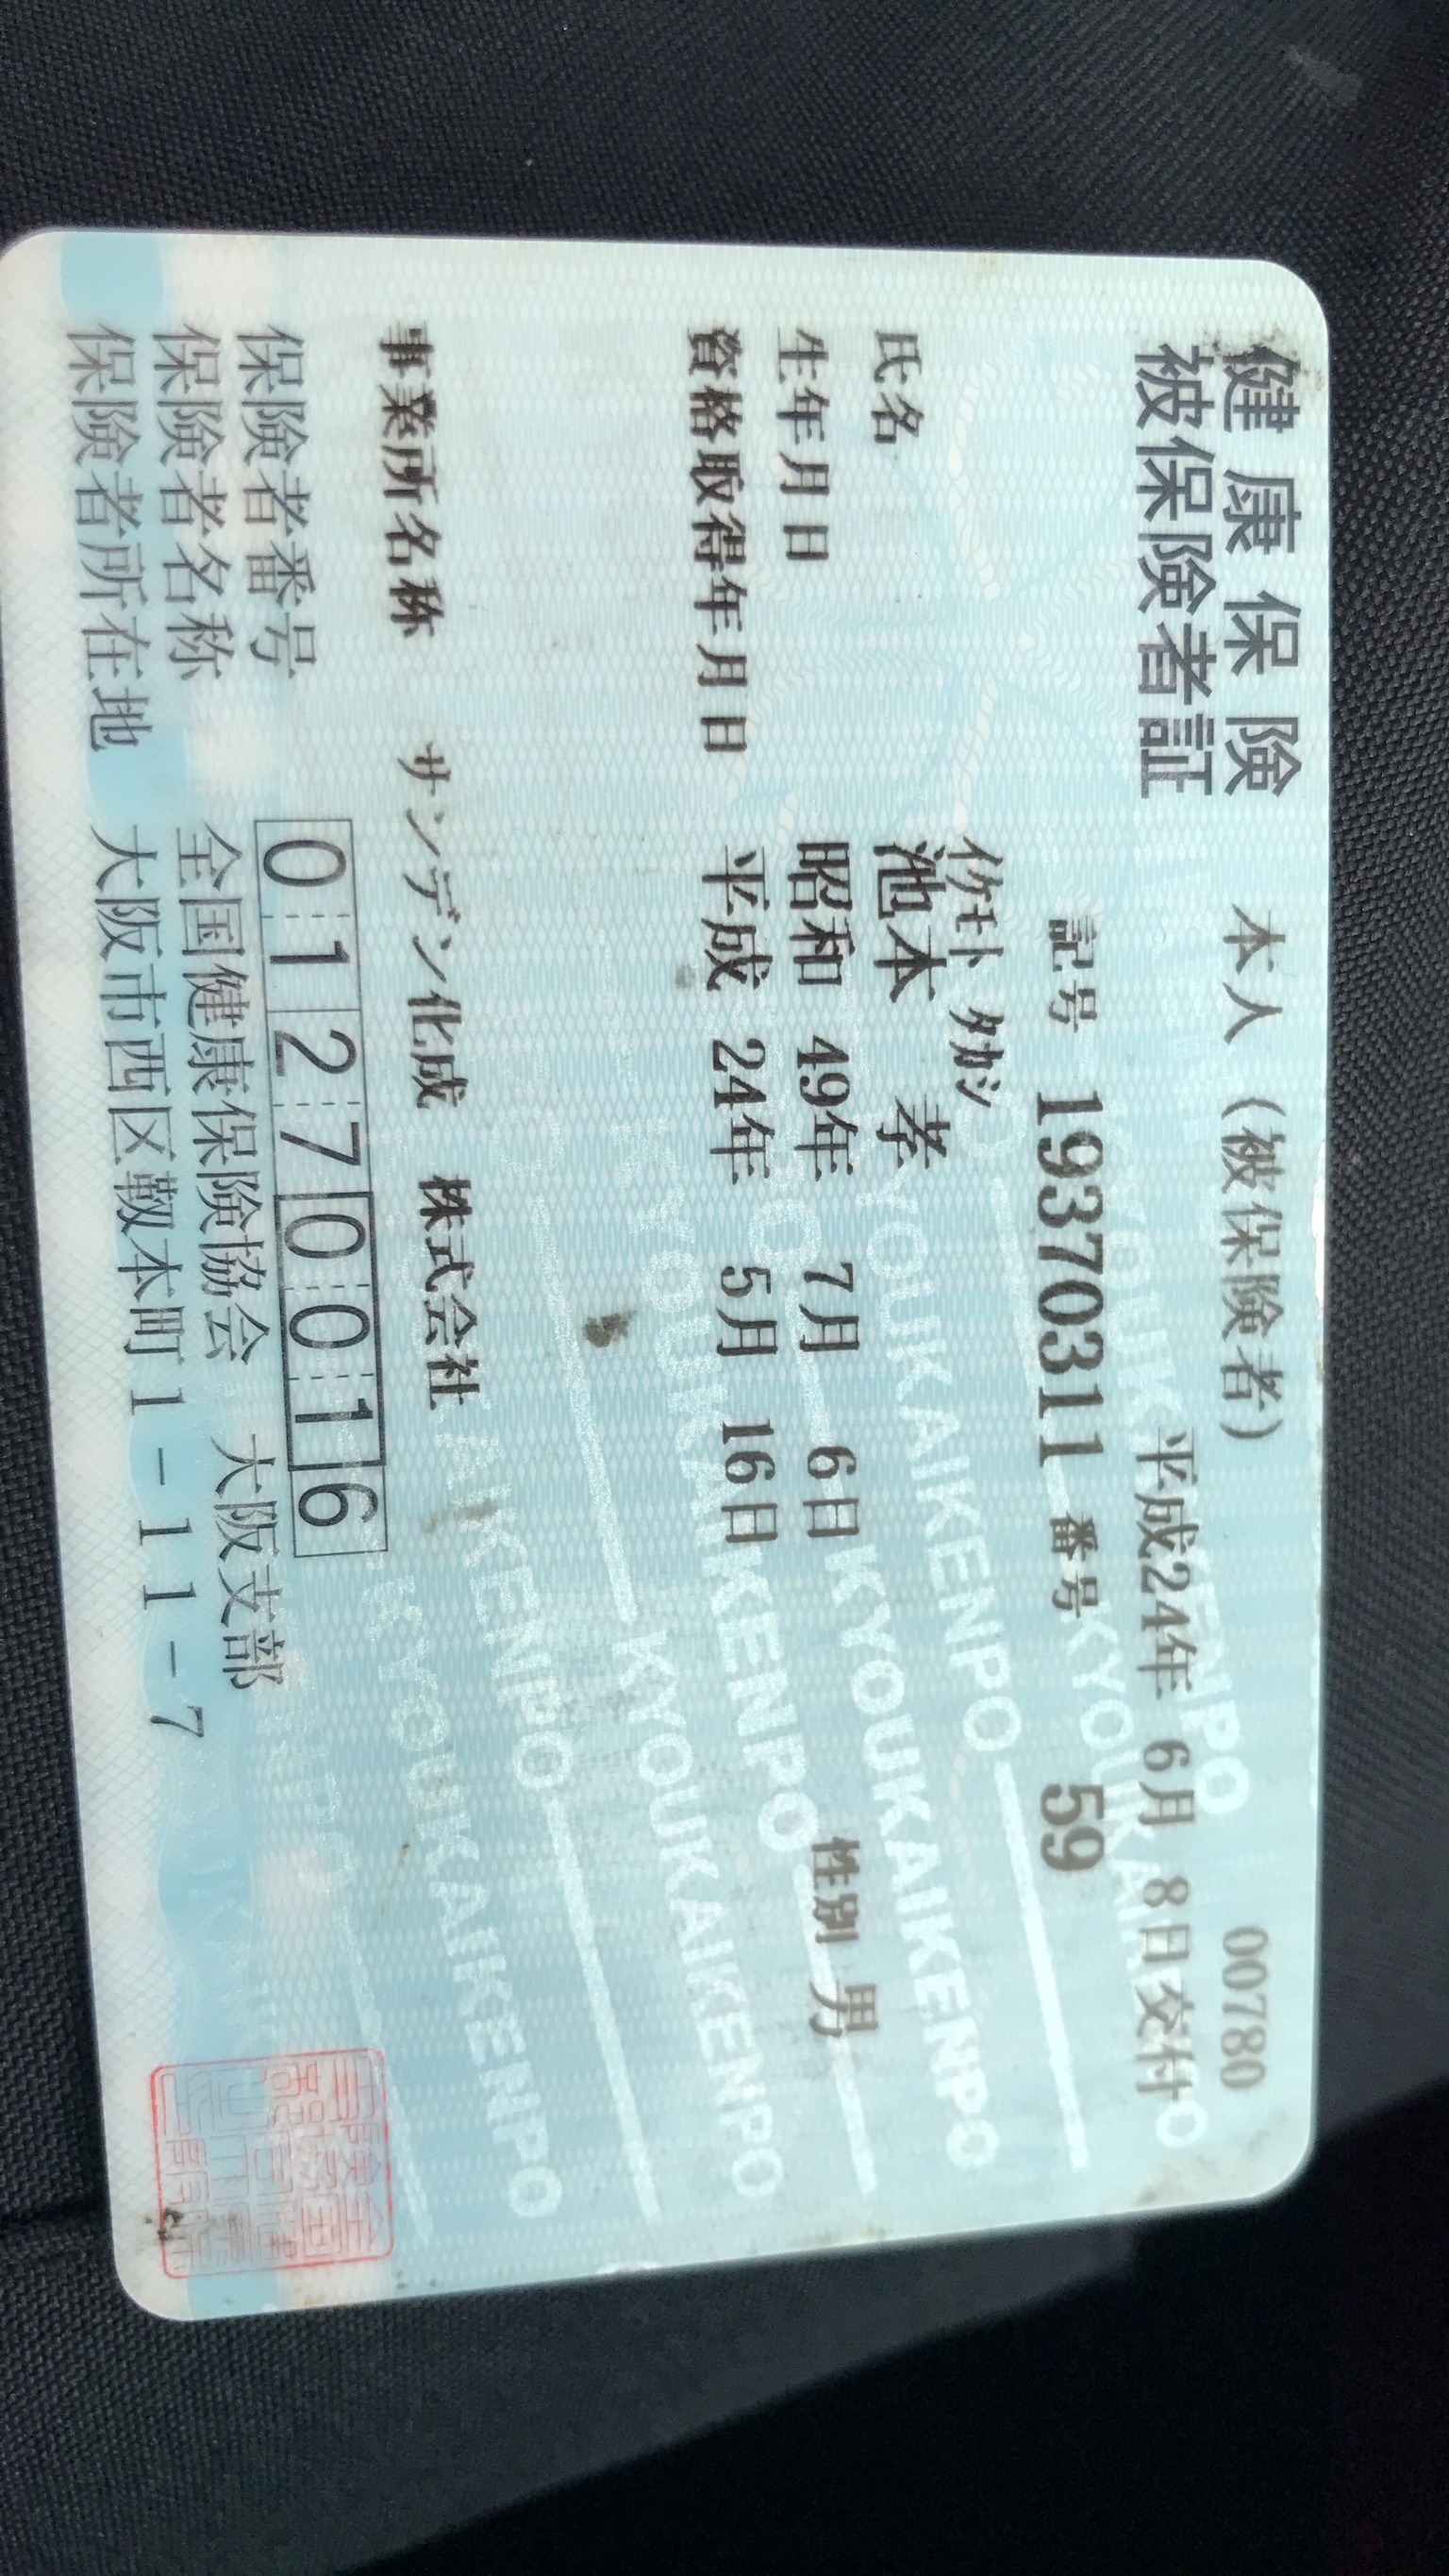 健康保険 本人（被保険者） 00780
被保険者証 平成24年 6月 8日交付
記号 19370311 番号 59
ｲｹﾓﾄ ﾀｶｼ
氏名 池本 孝
生年月日 昭和 49年 7月 6日 性別 男
資格取得年月日 平成 24年 5月 16日
事業所名称 サンデン化成 株式会社
保険者番号 01270016
保険者名称 全国健康保険協会 大阪支部
保険者所在地 大阪市西区靱本町1-11-7
KYOUKAIKENPO